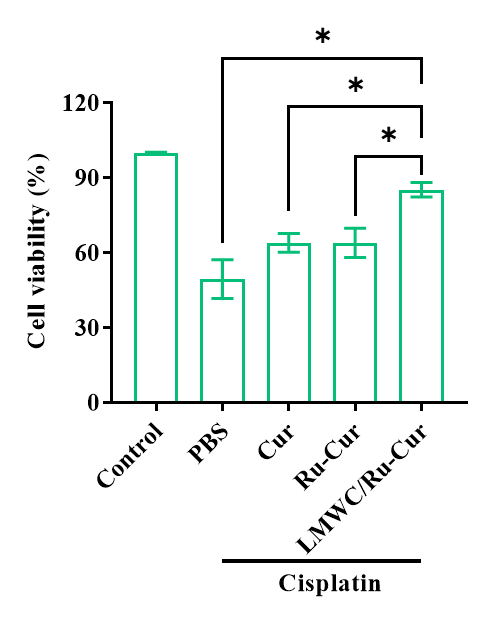 *
*
*
120
90
60
30
0
Cell viability (%)
Control
PBS
Cur
Ru-Cur
LMWC/Ru-Cur
Cisplatin